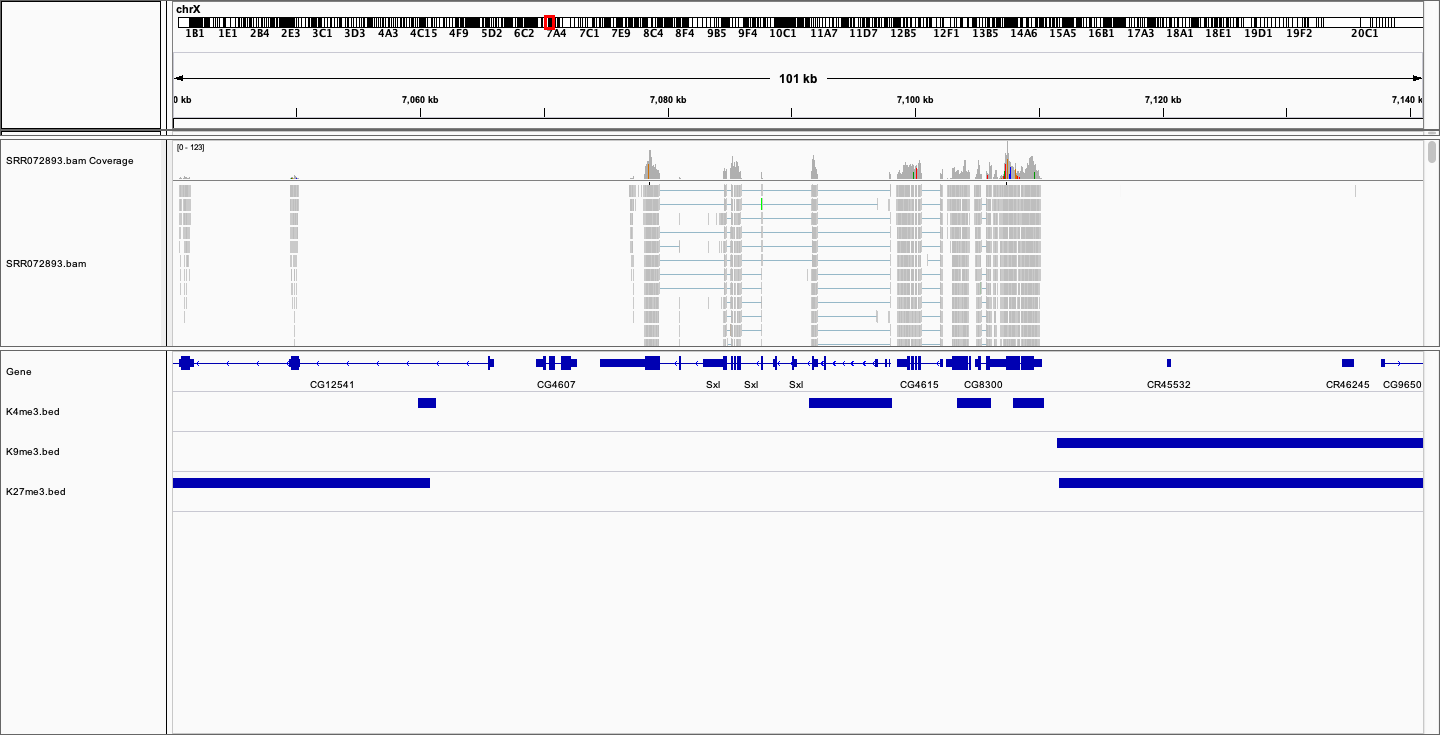 chrX
1B1 1E1 2B4 2E3 3C1 3D3 4A3 4C15 4F9 5D2 6C2 7A4 7C1 7E9 8C4 8F4 9B5 9F4 10C1 11A7 11D7 12B5 12F1 13B5 14A6 15A5 16B1 17A3 18A1 18E1 19D1 19F2 20C1
101 kb
0 kb 7,060 kb 7,080 kb 7,100 kb 7,120 kb 7,140 k
[0 - 123]
SRR072893.bam Coverage
SRR072893.bam
Gene
CG12541 CG4607 Sxl Sxl Sxl CG4615 CG8300 CR45532 CR46245 CG9650
K4me3.bed
K9me3.bed
K27me3.bed